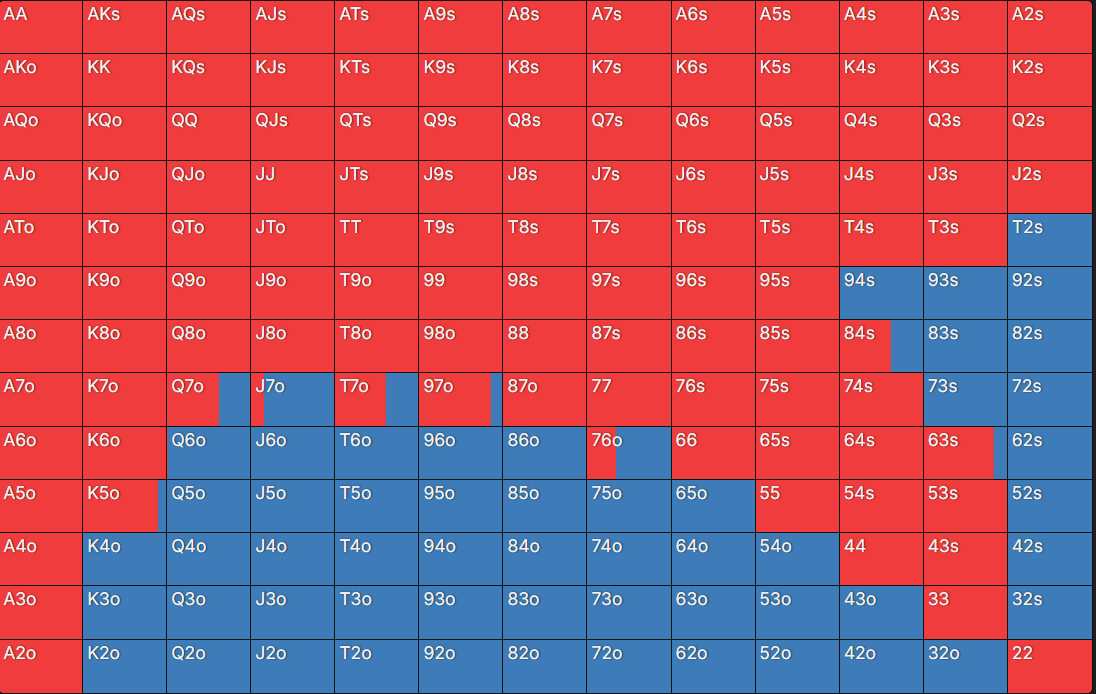 AA AKs AQs AJs ATs A9s A8s A7s A6s A5s A4s A3s A2s
AKo KK KQs KJs KTs K9s K8s K7s K6s K5s K4s K3s K2s
AQo KQo QQ QJs QTs Q9s Q8s Q7s Q6s Q5s Q4s Q3s Q2s
AJo KJo QJo JJ JTs J9s J8s J7s J6s J5s J4s J3s J2s
ATo KTo QTo JTo TT T9s T8s T7s T6s T5s T4s T3s T2s
A9o K9o Q9o J9o T9o 99 98s 97s 96s 95s 94s 93s 92s
A8o K8o Q8o J8o T8o 98o 88 87s 86s 85s 84s 83s 82s
A7o K7o Q7o J7o T7o 97o 87o 77 76s 75s 74s 73s 72s
A6o K6o Q6o J6o T6o 96o 86o 76o 66 65s 64s 63s 62s
A5o K5o Q5o J5o T5o 95o 85o 75o 65o 55 54s 53s 52s
A4o K4o Q4o J4o T4o 94o 84o 74o 64o 54o 44 43s 42s
A3o K3o Q3o J3o T3o 93o 83o 73o 63o 53o 43o 33 32s
A2o K2o Q2o J2o T2o 92o 82o 72o 62o 52o 42o 32o 22